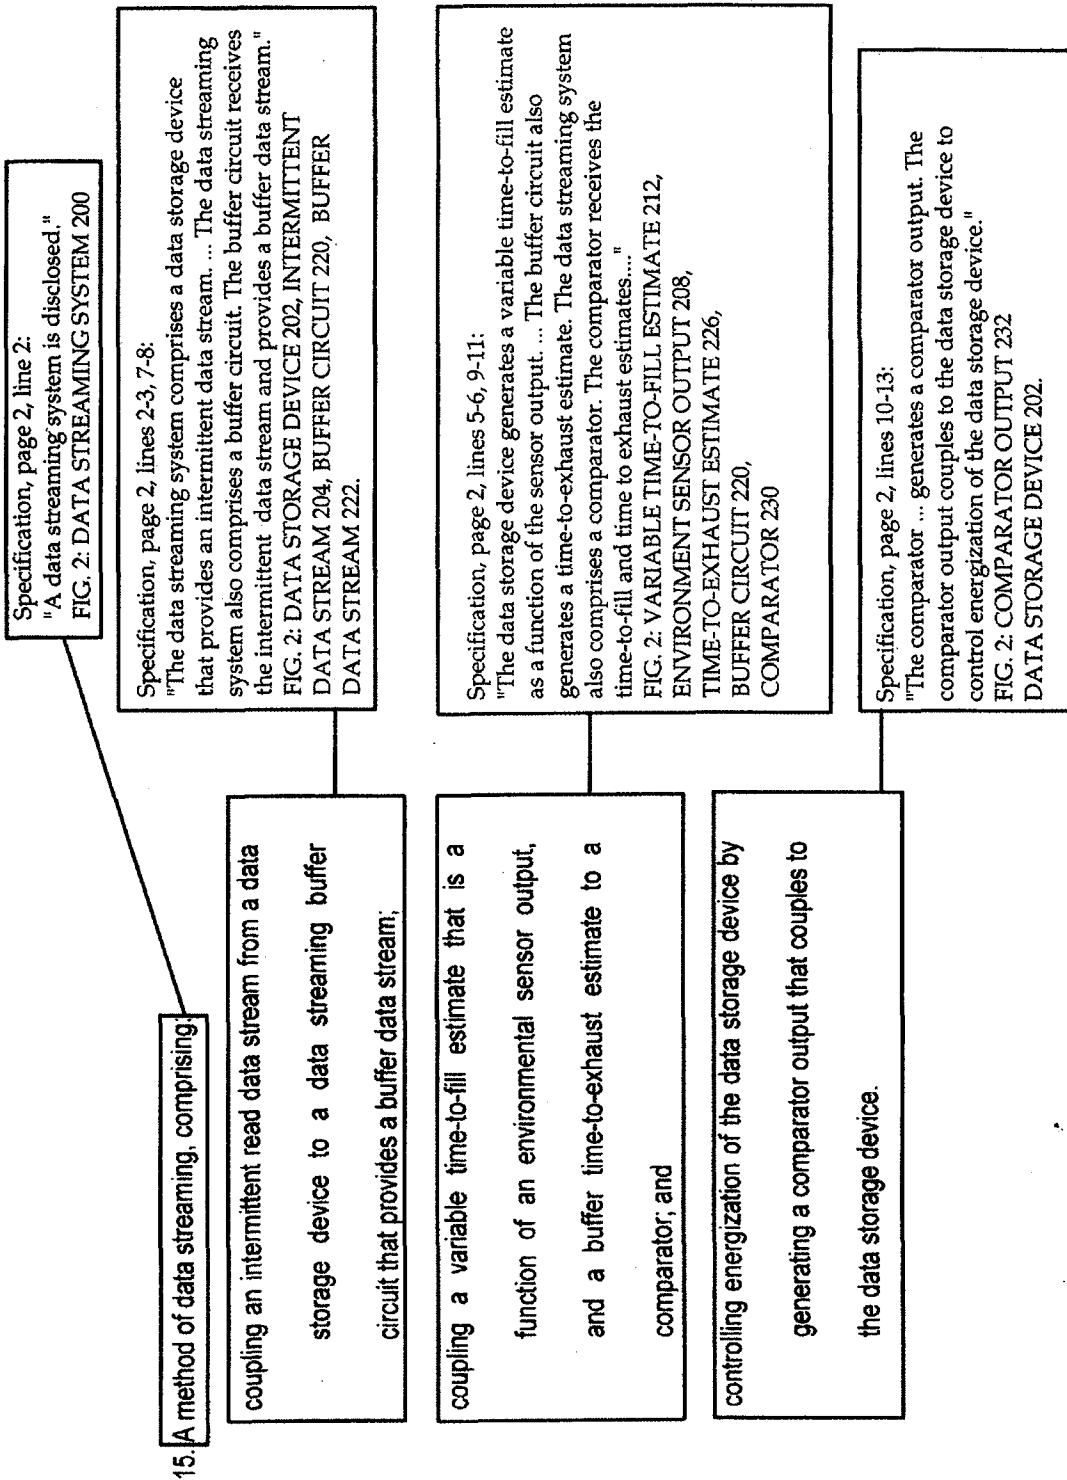 15. A method of data streaming, comprising:
coupling an intermittent read data stream from a data
storage device to a data streaming buffer
circuit that provides a buffer data stream;
coupling a variable time-to-fill estimate that is a
function of an environmental sensor output,
and a buffer time-to-exhaust estimate to a
comparator; and
controlling energization of the data storage device by
generating a comparator output that couples to
the data storage device.
Specification, page 2, line 2:
"A data streaming system is disclosed."
FIG. 2: DATA STREAMING SYSTEM 200
Specification, page 2, lines 2-3, 7-8:
"The data streaming system comprises a data storage device
that provides an intermittent data stream. ... The data streaming
system also comprises a buffer circuit. The buffer circuit receives
the intermittent data stream and provides a buffer data stream."
FIG. 2: DATA STORAGE DEVICE 202, INTERMITTENT
DATA STREAM 204, BUFFER CIRCUIT 220, BUFFER
DATA STREAM 222.
Specification, page 2, lines 5-6, 9-11:
"The data storage device generates a variable time-to-fill estimate
as a function of the sensor output. ... The buffer circuit also
generates a time-to-exhaust estimate. The data streaming system
also comprises a comparator. The comparator receives the
time-to-fill and time to exhaust estimates...."
FIG. 2: VARIABLE TIME-TO-FILL ESTIMATE 212,
ENVIRONMENT SENSOR OUTPUT 208,
TIME-TO-EXHAUST ESTIMATE 226,
BUFFER CIRCUIT 220,
COMPARATOR 230
Specification, page 2, lines 10-13:
"The comparator ... generates a comparator output. The
comparator output couples to the data storage device to
control energization of the data storage device."
FIG. 2: COMPARATOR OUTPUT 232
DATA STORAGE DEVICE 202.